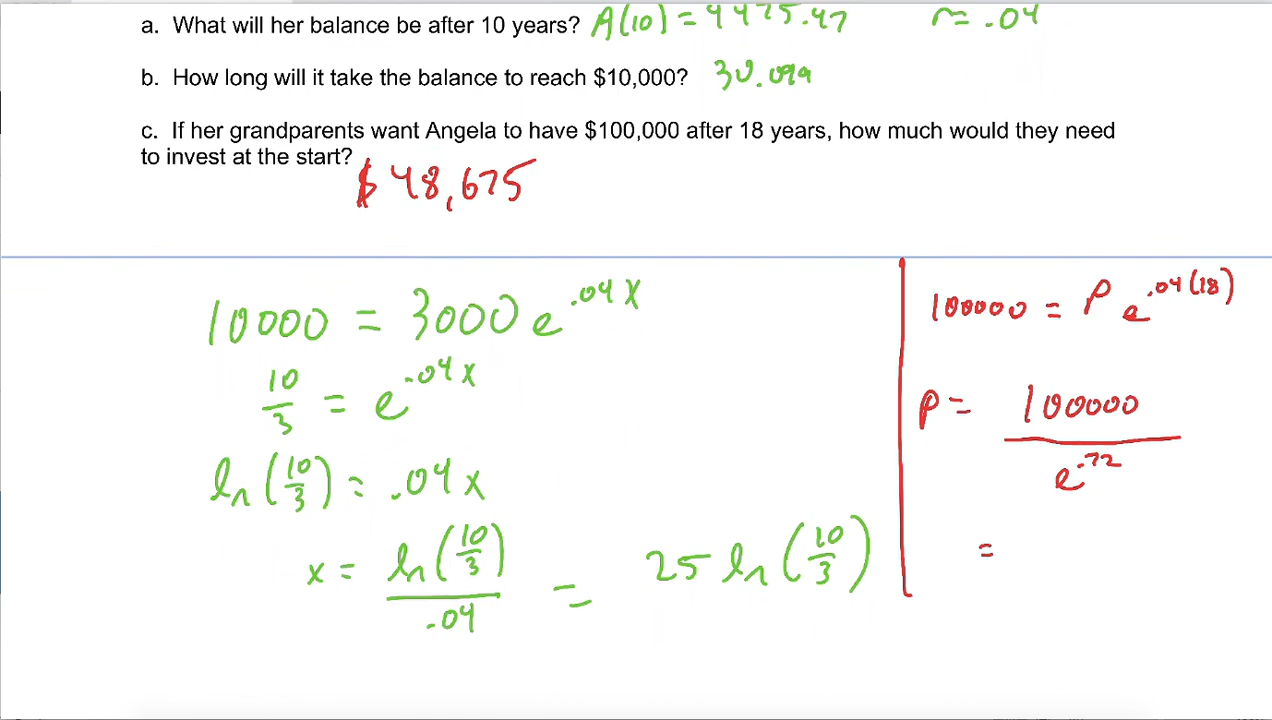 a. What will her balance be after 10 years? A(10) = 4475.47 r = .04
b. How long will it take the balance to reach $10,000? 30.099
c. If her grandparents want Angela to have $100,000 after 18 years, how much would they need
to invest at the start?
$48,675
10000 = 3000 e^.04x
10/3 = e^.04x
ln(10/3) = .04x
x = ln(10/3)/.04 = 25 ln(10/3)
100000 = P e^.04(18)
P = 100000/e^.72
=